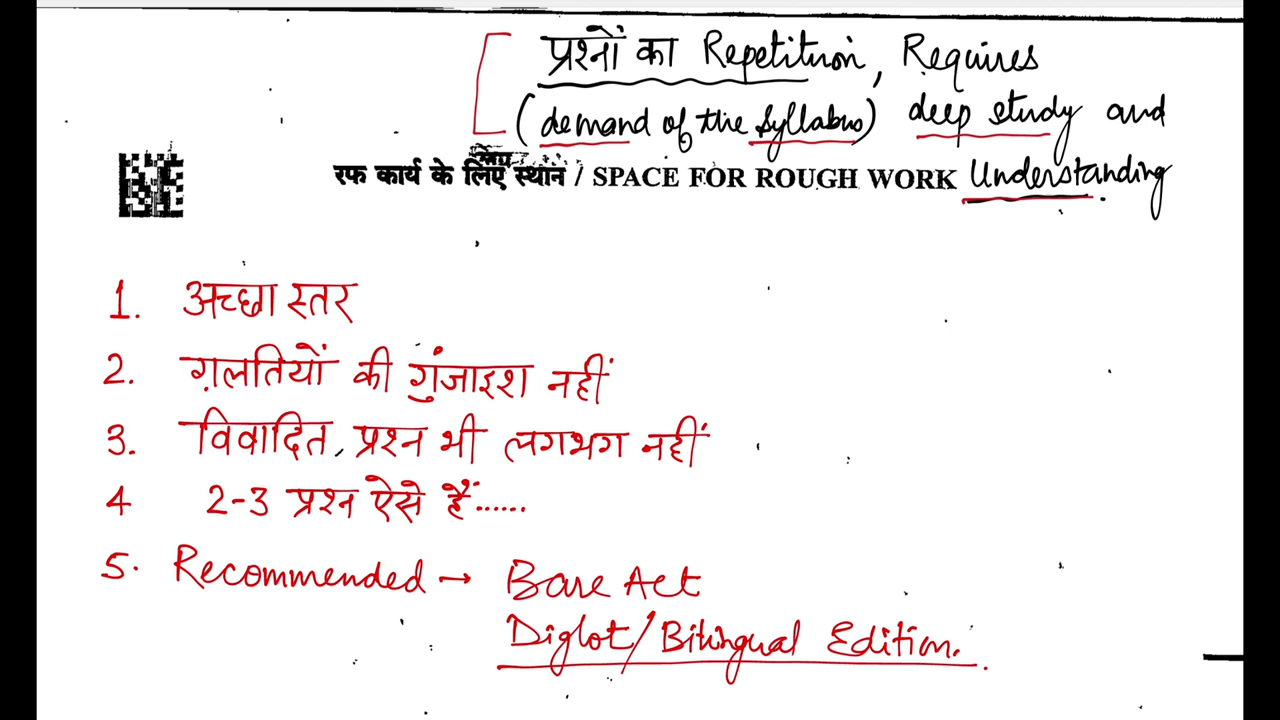 प्रश्नों का Repetition, Requires
(demand of the Syllabus) deep study and
रफ कार्य के लिए स्थान / SPACE FOR ROUGH WORK Understanding
1. अच्छा स्तर
2. ग़लतियों की गुंजाइश नहीं
3. विवादित प्रश्न भी लगभग नहीं
4 2-3 प्रश्न ऐसे हैं......
5. Recommended → Bare Act
Diglot/Bilingual Edition.